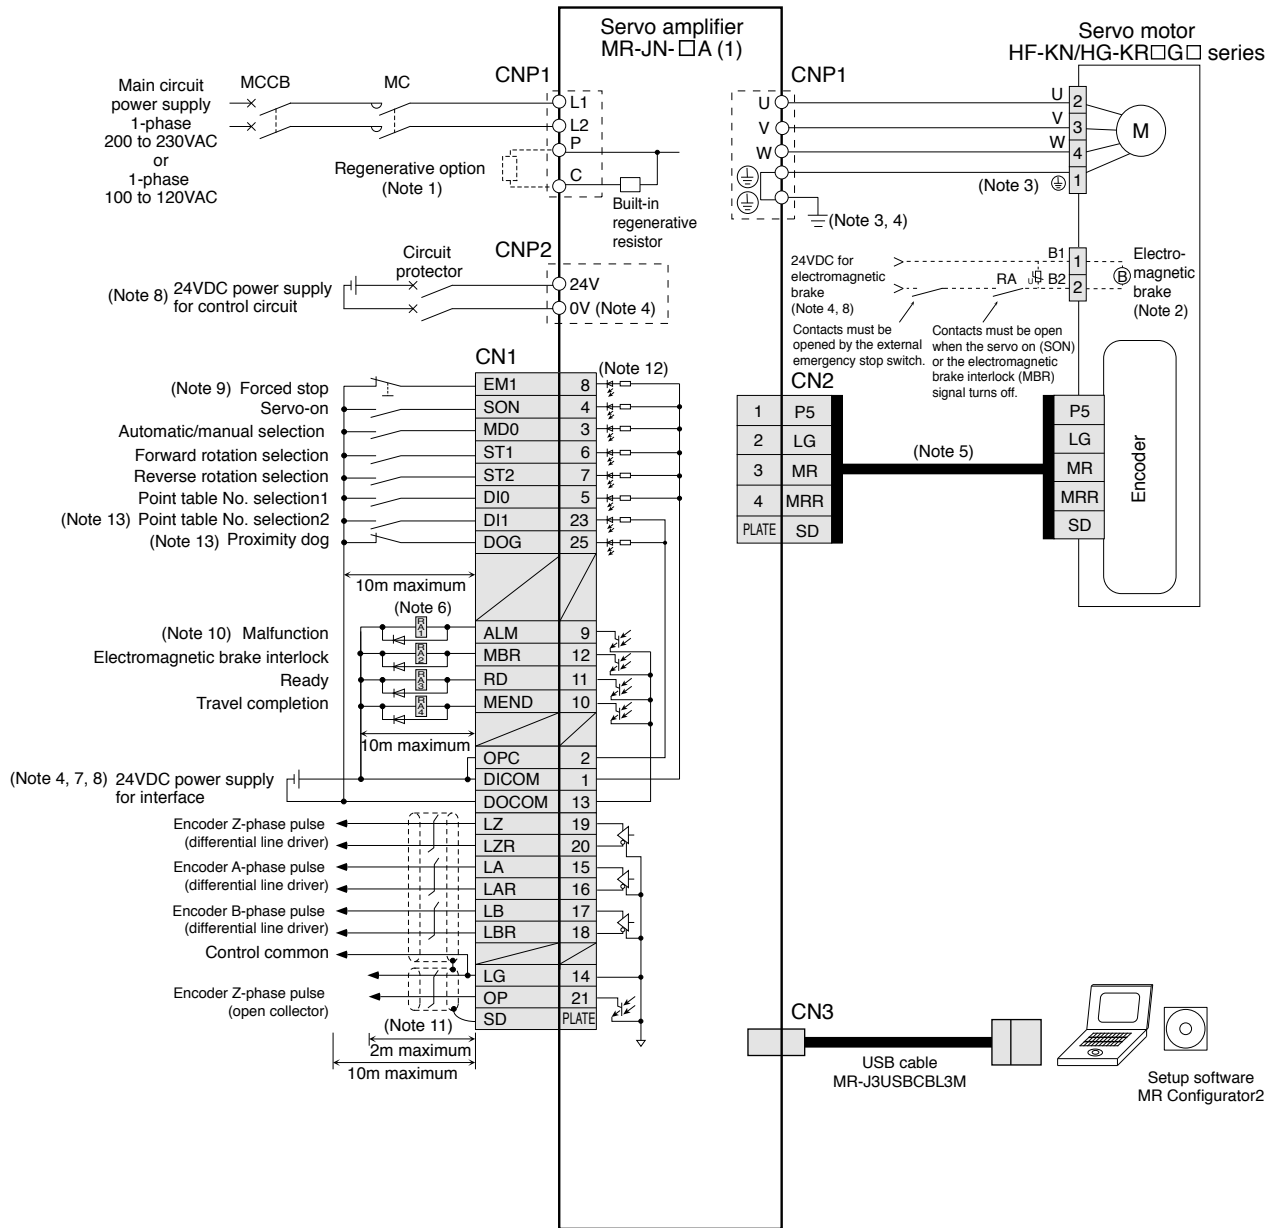 Servo amplifier
MR-JN-□A (1)
Servo motor
HF-KN/HG-KR□G□ series
Main circuit
power supply
1-phase
200 to 230VAC
or
1-phase
100 to 120VAC
MCCB
MC
CNP1
L1
L2
P
C
Regenerative option
(Note 1)
Built-in
regenerative
resistor
CNP1
U
V
W
U
V
W
2
3
4
1
M
(Note 3)
(Note 3, 4)
CNP2
24V
0V (Note 4)
Circuit
protector
(Note 8)
24VDC power supply
for control circuit
24VDC for
electromagnetic
brake
(Note 4, 8)
RA
U
B1
B2
1
2
B
Electro-
magnetic
brake
(Note 2)
Contacts must be
opened by the external
emergency stop switch.
Contacts must be open
when the servo on (SON)
or the electromagnetic
brake interlock (MBR)
signal turns off.
CN1
(Note 12)
(Note 9) Forced stop EM1 8
Servo-on SON 4
Automatic/manual selection MD0 3
Forward rotation selection ST1 6
Reverse rotation selection ST2 7
Point table No. selection1 DI0 5
(Note 13) Point table No. selection2 DI1 23
(Note 13) Proximity dog DOG 25
10m maximum
(Note 6)
(Note 10) Malfunction RA1 ALM 9
Electromagnetic brake interlock RA2 MBR 12
Ready RA3 RD 11
Travel completion RA4 MEND 10
10m maximum
OPC 2
(Note 4, 7, 8) 24VDC power supply
for interface
DICOM 1
DOCOM 13
Encoder Z-phase pulse
(differential line driver)
LZ 19
LZR 20
Encoder A-phase pulse
(differential line driver)
LA 15
LAR 16
Encoder B-phase pulse
(differential line driver)
LB 17
LBR 18
Control common
LG 14
Encoder Z-phase pulse
(open collector)
OP 21
SD PLATE
(Note 11)
2m maximum
10m maximum
CN2
1 P5
2 LG
3 MR
4 MRR
PLATE SD
(Note 5)
P5
LG
MR
MRR
SD
Encoder
CN3
USB cable
MR-J3USBCBL3M
Setup software
MR Configurator2